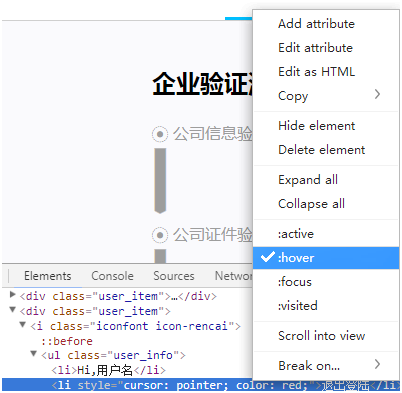 企业验证
公司信息验
公司证件验
Add attribute
Edit attribute
Edit as HTML
Copy
Hide element
Delete element
Expand all
Collapse all
:active
:hover
:focus
:visited
Scroll into view
Break on...
Elements Console Sources Network
<div class="user_item">…</div>
<div class="user_item">
<i class="iconfont icon-rencai">
::before
<ul class="user_info">
<li>Hi,用户名</li>
<li style="cursor: pointer; color: red;">退出登陆</li>